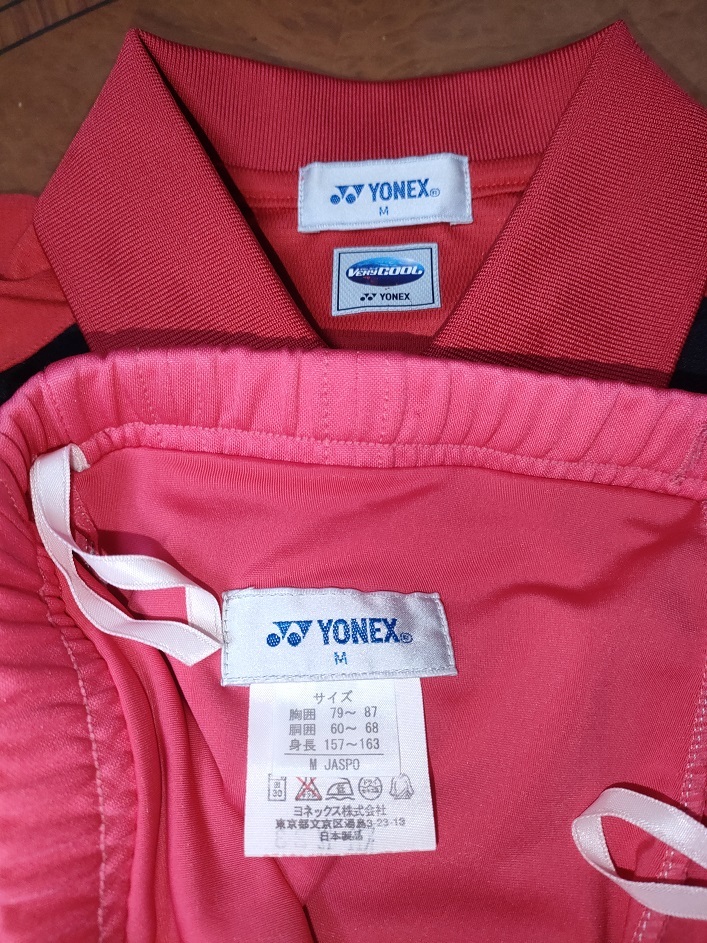 YONEX®
M
VERY COOL
YONEX
YONEX®
M
サイズ
胸囲 79～ 87
胴囲 60～ 68
身長 157～163
M JASPO
ヨネックス株式会社
東京都文京区湯島3-23-13
日本製